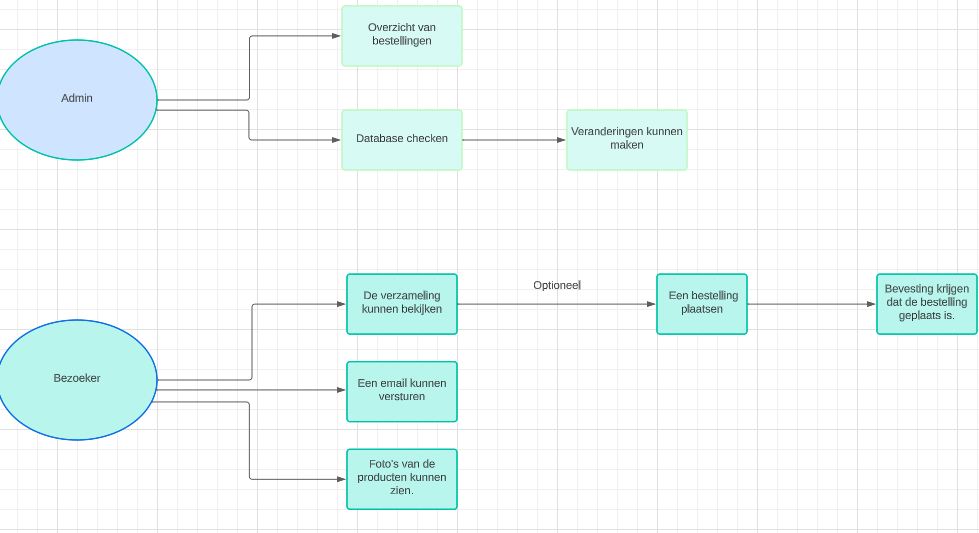 Overzicht van
bestellingen
Admin
Database checken
Veranderingen kunnen
maken
Optioneel
De verzameling
kunnen bekijken
Een bestelling
plaatsen
Bevesting krijgen
dat de bestelling
geplaats is.
Bezoeker
Een email kunnen
versturen
Foto's van de
producten kunnen
zien.